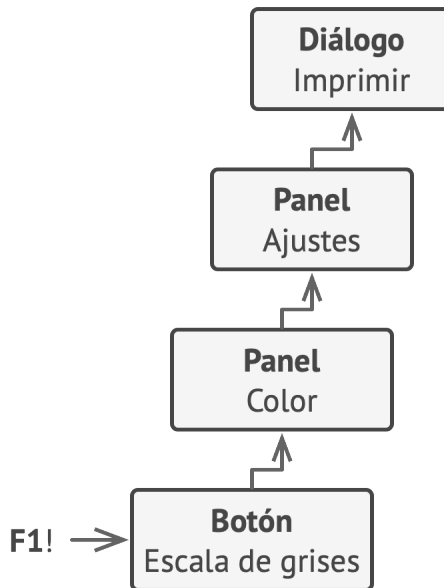 Diálogo
Imprimir
Panel
Ajustes
Panel
Color
F1!
Botón
Escala de grises